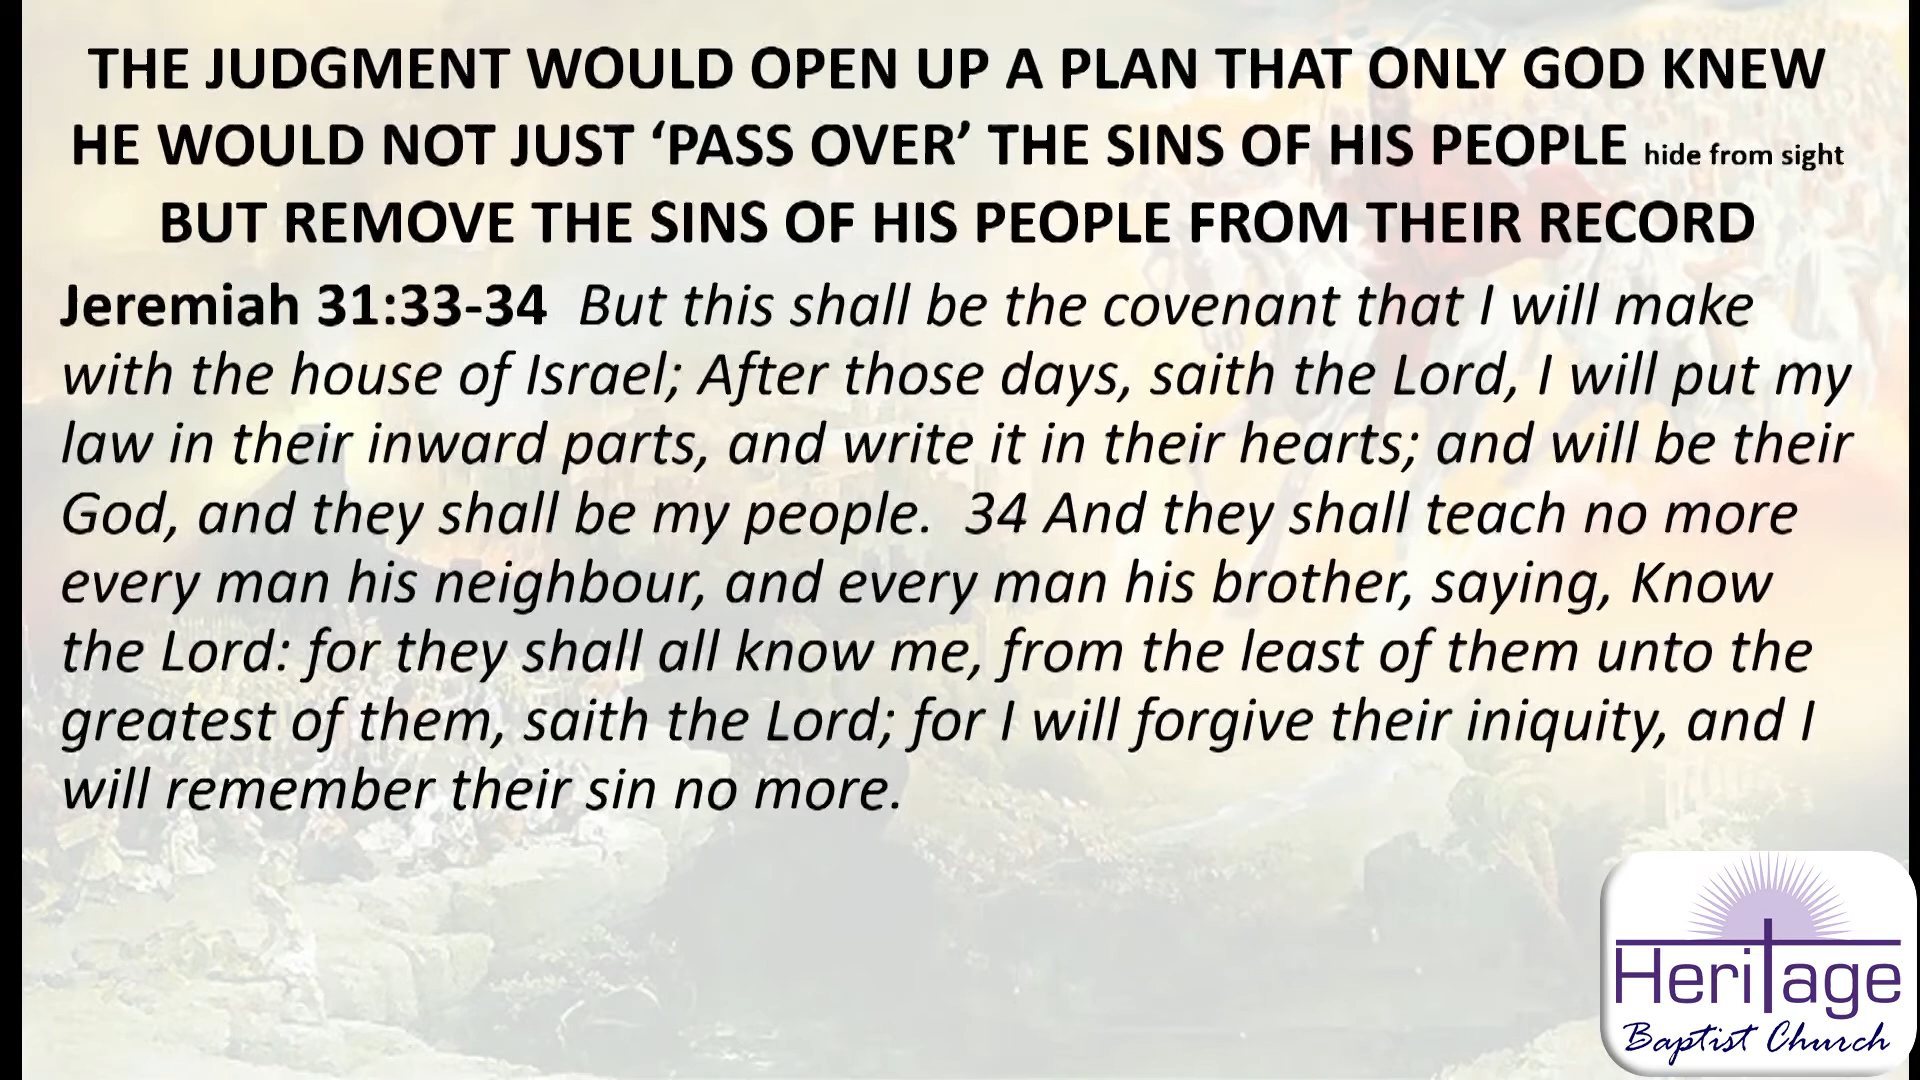 THE JUDGMENT WOULD OPEN UP A PLAN THAT ONLY GOD KNEW
HE WOULD NOT JUST ‘PASS OVER’ THE SINS OF HIS PEOPLE hide from sight
BUT REMOVE THE SINS OF HIS PEOPLE FROM THEIR RECORD
Jeremiah 31:33-34 But this shall be the covenant that I will make
with the house of Israel; After those days, saith the Lord, I will put my
law in their inward parts, and write it in their hearts; and will be their
God, and they shall be my people. 34 And they shall teach no more
every man his neighbour, and every man his brother, saying, Know
the Lord: for they shall all know me, from the least of them unto the
greatest of them, saith the Lord; for I will forgive their iniquity, and I
will remember their sin no more.
Heritage
Baptist Church